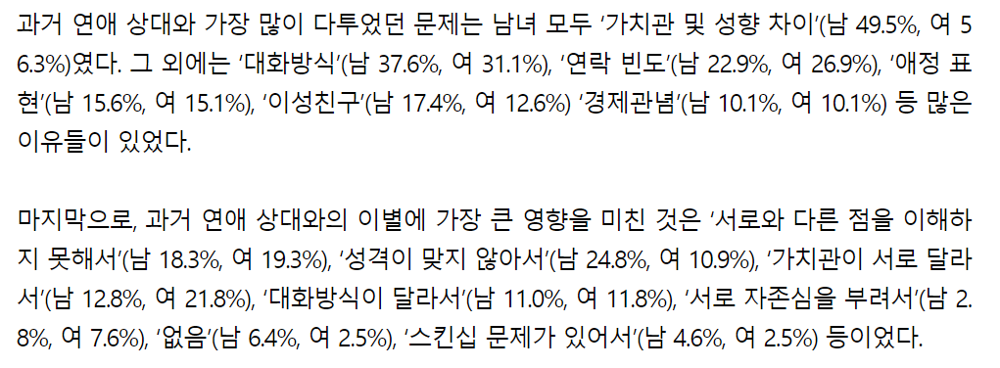 과거 연애 상대와 가장 많이 다투었던 문제는 남녀 모두 ‘가치관 및 성향 차이’(남 49.5%, 여 5
6.3%)였다. 그 외에는 ‘대화방식’(남 37.6%, 여 31.1%), ‘연락 빈도’(남 22.9%, 여 26.9%), ‘애정 표
현’(남 15.6%, 여 15.1%), ‘이성친구’(남 17.4%, 여 12.6%) ‘경제관념’(남 10.1%, 여 10.1%) 등 많은
이유들이 있었다.
마지막으로, 과거 연애 상대와의 이별에 가장 큰 영향을 미친 것은 ‘서로와 다른 점을 이해하
지 못해서’(남 18.3%, 여 19.3%), ‘성격이 맞지 않아서’(남 24.8%, 여 10.9%), ‘가치관이 서로 달라
서’(남 12.8%, 여 21.8%), ‘대화방식이 달라서’(남 11.0%, 여 11.8%), ‘서로 자존심을 부려서’(남 2.
8%, 여 7.6%), ‘없음’(남 6.4%, 여 2.5%), ‘스킨십 문제가 있어서’(남 4.6%, 여 2.5%) 등이었다.